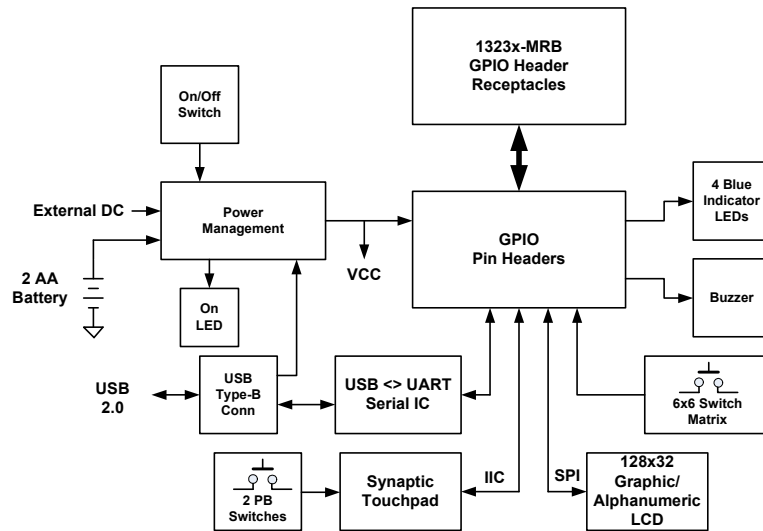 1323x-MRB
GPIO Header
Receptacles
On/Off
Switch
External DC
Power
Management
GPIO
Pin Headers
4 Blue
Indicator
LEDs
VCC
2 AA
Battery
On
LED
Buzzer
USB
2.0
USB
Type-B
Conn
USB <> UART
Serial IC
6x6 Switch
Matrix
2 PB
Switches
Synaptic
Touchpad
IIC
SPI
128x32
Graphic/
Alphanumeric
LCD